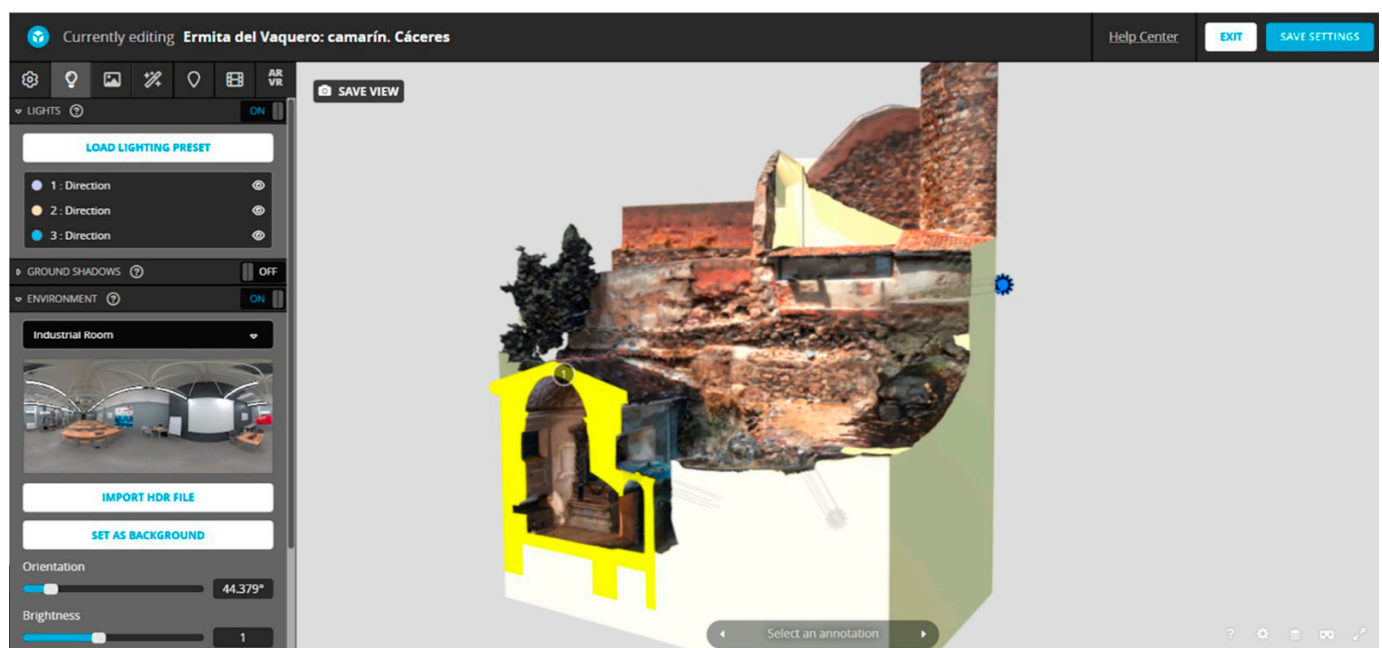 Currently editing Ermita del Vaquero: camarín. Cáceres
Help Center
EXIT
SAVE SETTINGS
AR
VR
SAVE VIEW
LIGHTS ?
ON
LOAD LIGHTING PRESET
1 : Direction
2 : Direction
3 : Direction
GROUND SHADOWS ?
OFF
ENVIRONMENT ?
ON
Industrial Room
1
IMPORT HDR FILE
SET AS BACKGROUND
Orientation
44.379°
Brightness
1
Select an annotation
?